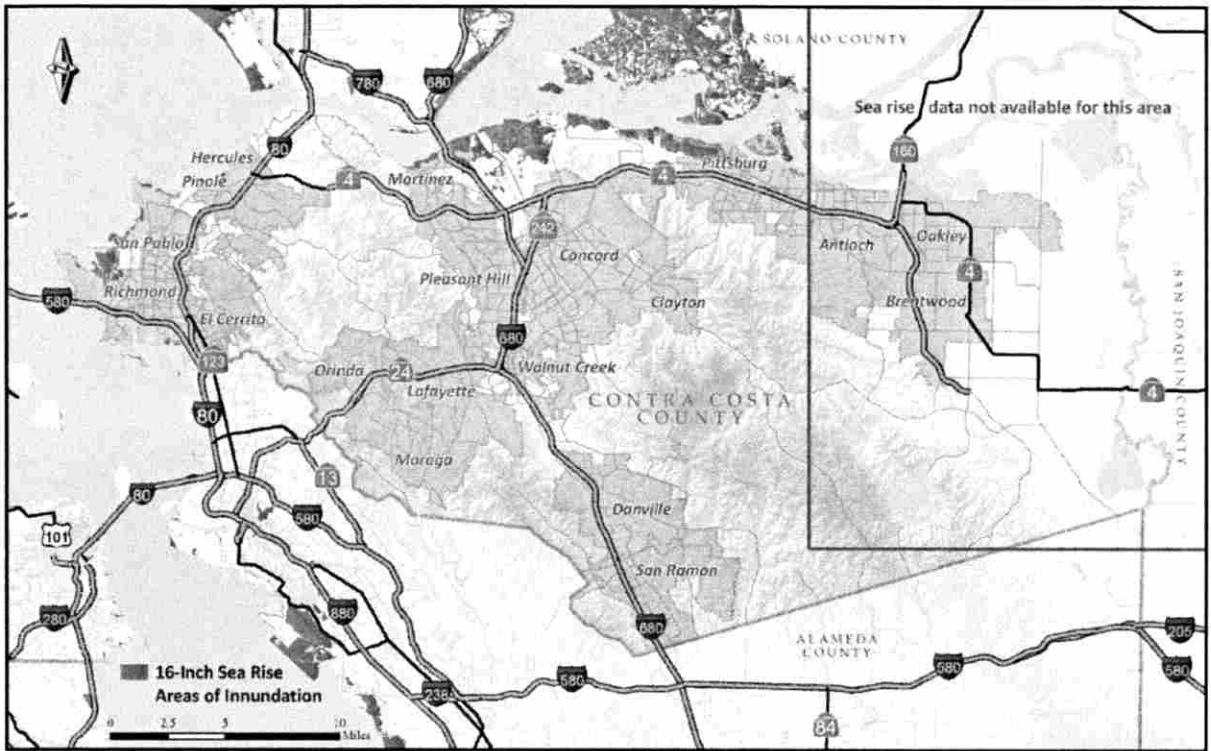 SOLANO COUNTY
780
680
Sea rise data not available for this area
160
80
Hercules
Pinole
4
Martinez
4
Pittsburg
242
San Pablo
Concord
Antioch
Oakley
4
Pleasant Hill
Richmond
580
Clayton
Brentwood
El Cerrito
680
123
Orinda
24
Walnut Creek
Lafayette
4
80
CONTRA COSTA
COUNTY
SAN JOAQUIN COUNTY
Moraga
13
80
580
Danville
101
San Ramon
880
280
680
ALAMEDA
COUNTY
205
580
580
16-Inch Sea Rise
Areas of Innundation
238
580
84
0 2.5 5 10
Miles